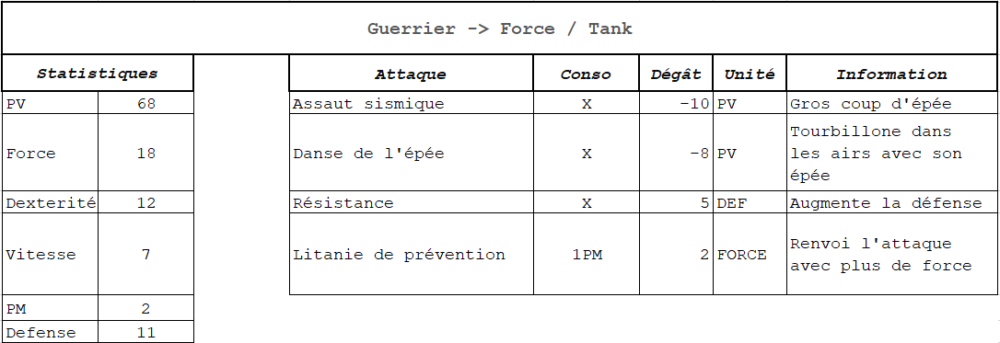 Guerrier -> Force / Tank
Statistiques
Attaque Conso Dégât Unité Information
PV 68
Assaut sismique X -10 PV Gros coup d'épée
Force 18
Danse de l'épée X -8 PV Tourbillone dans
les airs avec son
épée
Dexterité 12
Résistance X 5 DEF Augmente la défense
Vitesse 7
Litanie de prévention 1PM 2 FORCE Renvoi l'attaque
avec plus de force
PM 2
Defense 11